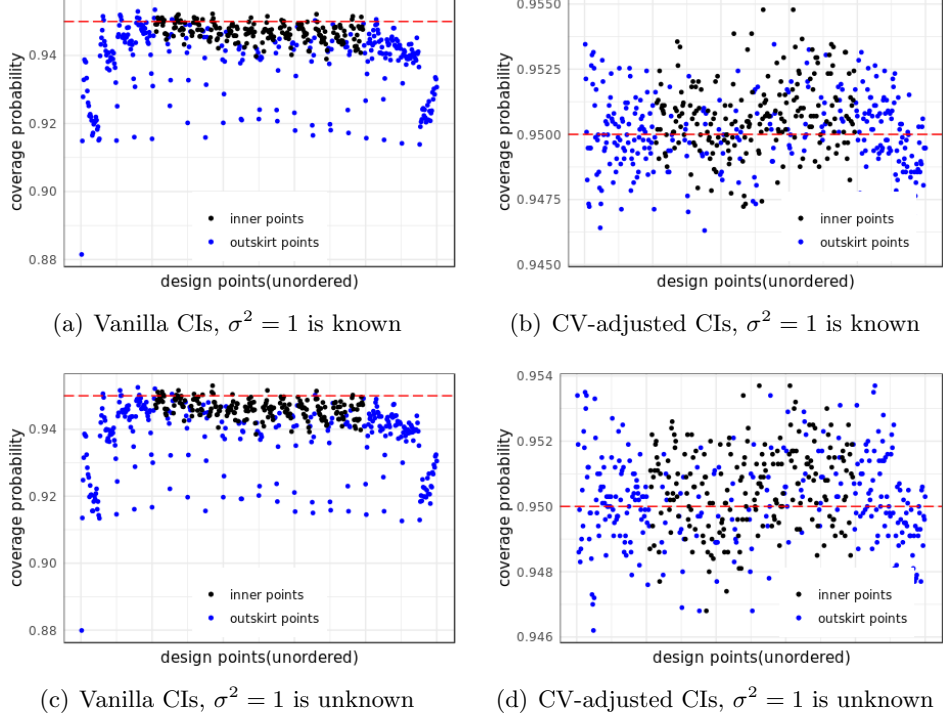 0.94
0.92
0.90
0.88
coverage probability
inner points
outskirt points
design points(unordered)
(a) Vanilla CIs, σ² = 1 is known
0.9550
0.9525
0.9500
0.9475
0.9450
coverage probability
inner points
outskirt points
design points(unordered)
(b) CV-adjusted CIs, σ² = 1 is known
0.94
0.92
0.90
0.88
coverage probability
inner points
outskirt points
design points(unordered)
(c) Vanilla CIs, σ² = 1 is unknown
0.954
0.952
0.950
0.948
0.946
coverage probability
inner points
outskirt points
design points(unordered)
(d) CV-adjusted CIs, σ² = 1 is unknown